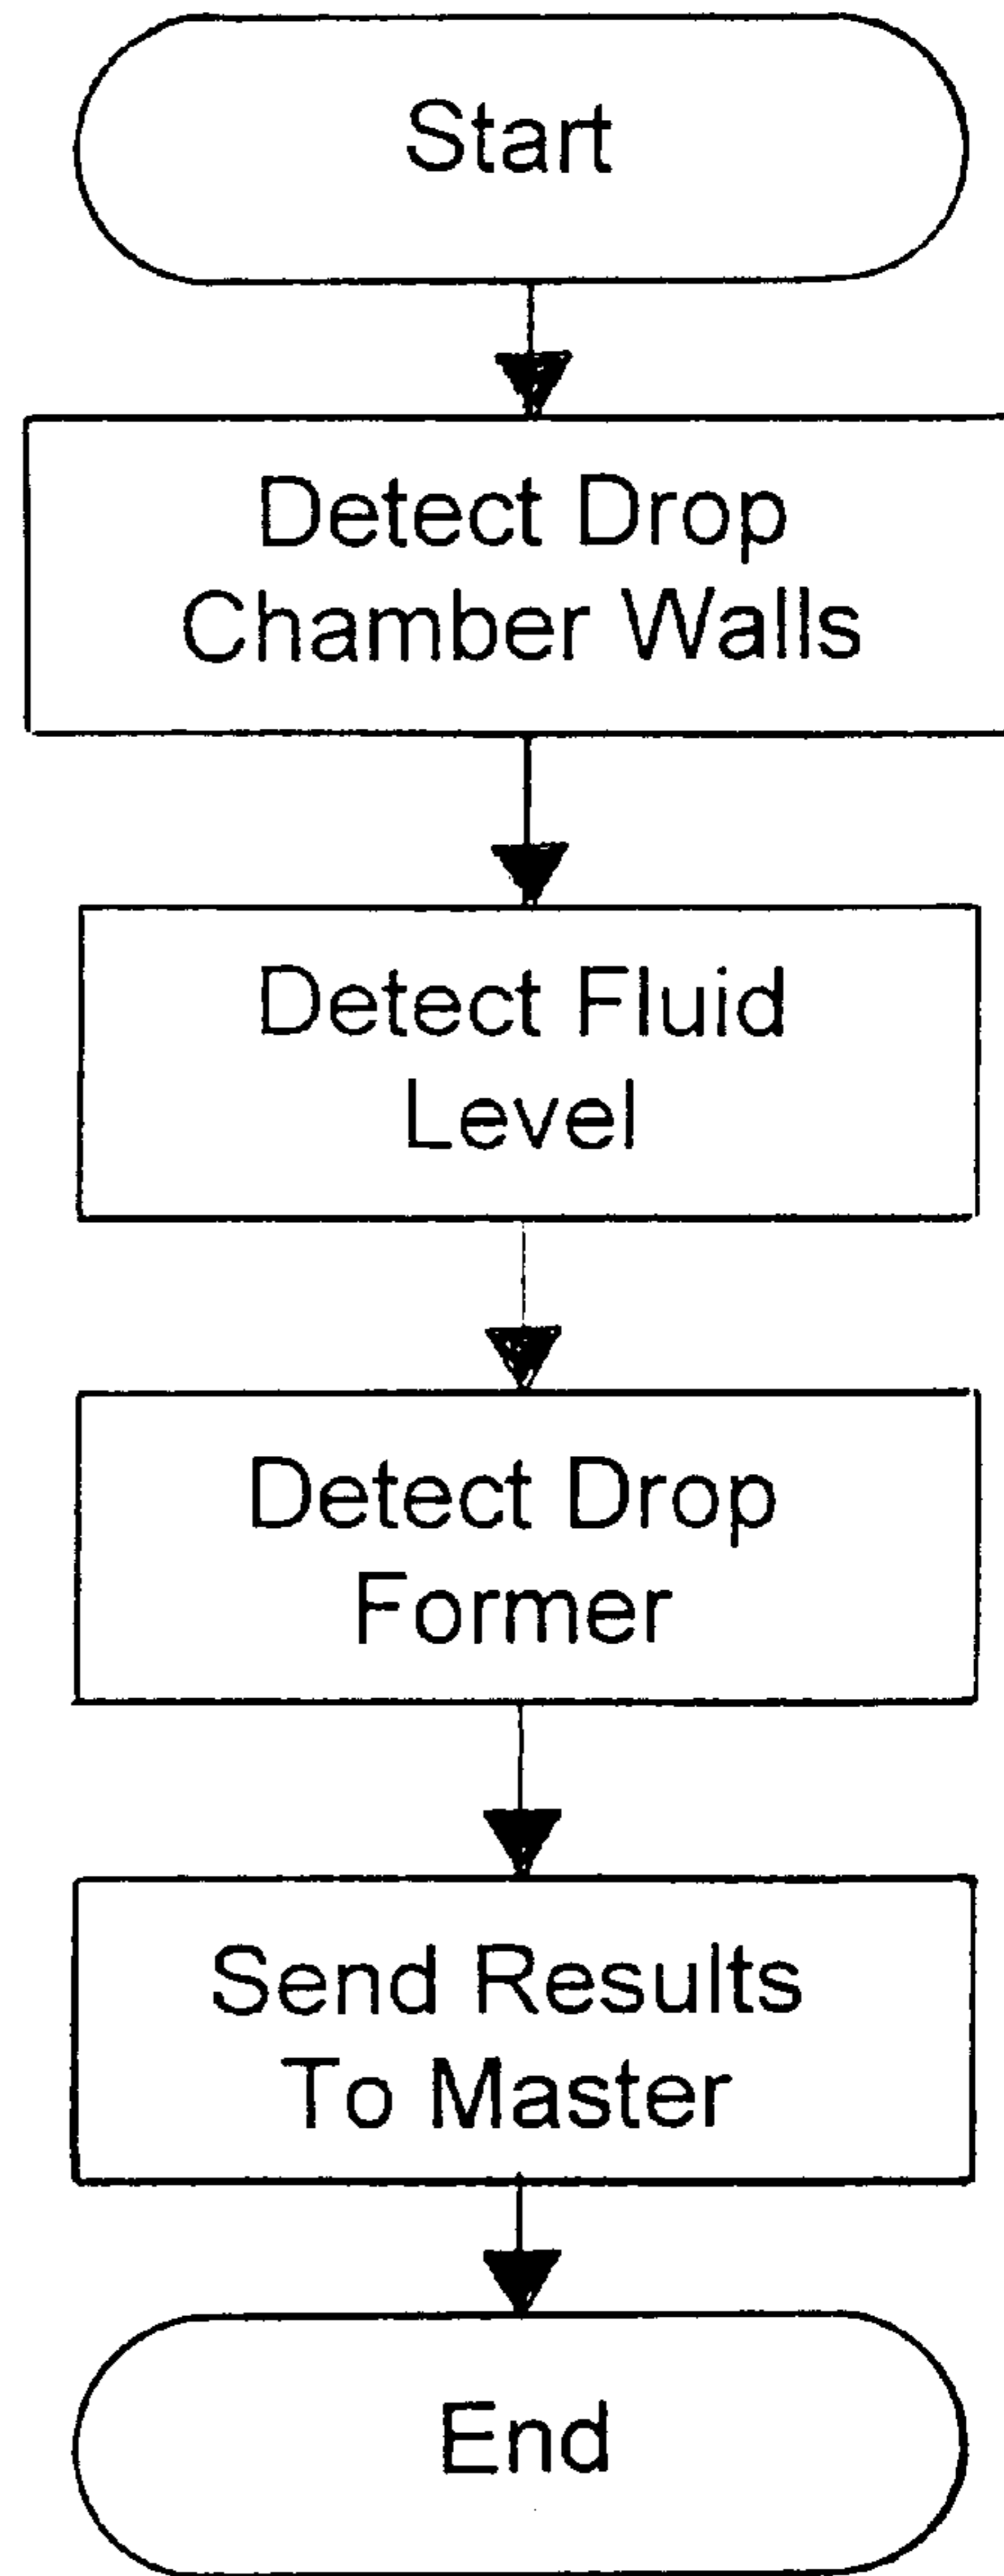 Start
Detect Drop
Chamber Walls
Detect Fluid
Level
Detect Drop
Former
Send Results
To Master
End